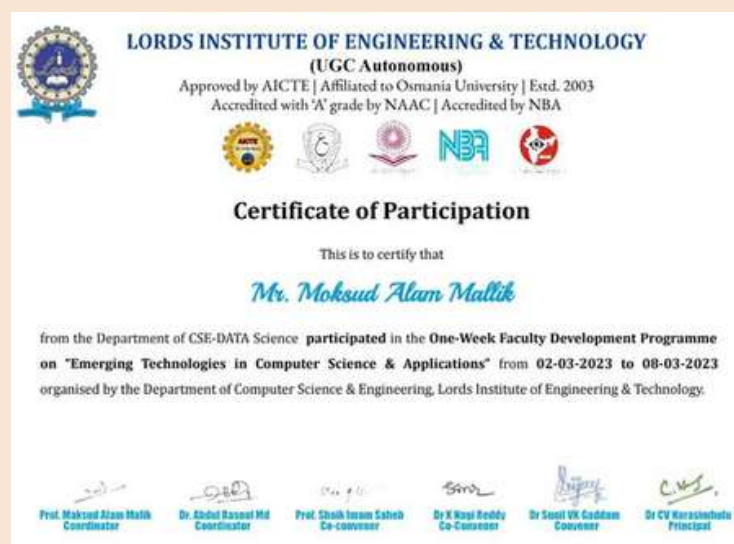 Lords
LORDS INSTITUTE OF ENGINEERING & TECHNOLOGY
(UGC Autonomous)
Approved by AICTE | Affiliated to Osmania University | Estd. 2003
Accredited with 'A' grade by NAAC | Accredited by NBA
AICTE
NBA
Certificate of Participation
This is to certify that
Mr. Moksud Alam Mallik
from the Department of CSE-DATA Science participated in the One-Week Faculty Development Programme
on "Emerging Technologies in Computer Science & Applications" from 02-03-2023 to 08-03-2023
organised by the Department of Computer Science & Engineering, Lords Institute of Engineering & Technology.
Prof. Maksud Alam Malik Dr. Abdul Rasool Md Prof. Shaik Imam Saheb Dr K Nagi Reddy Dr Sunil VK Gaddam Dr CV Narasimhulu
Coordinator Coordinator Co-convener Co-Convener Convener Principal